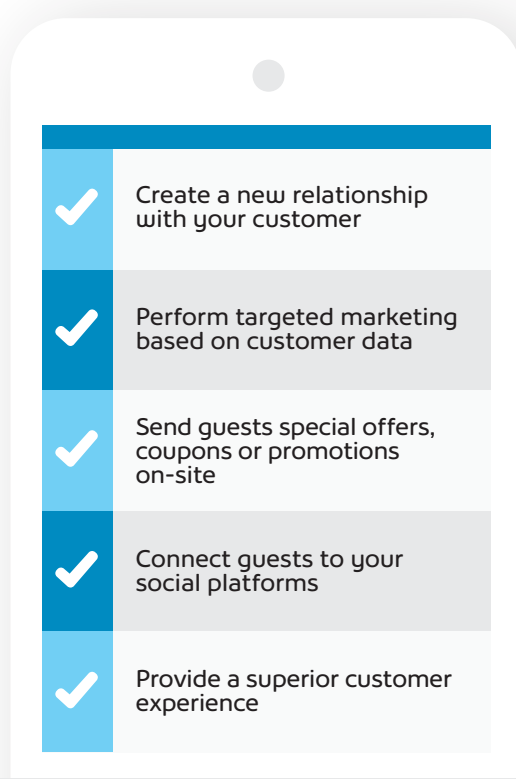 Create a new relationship
with your customer
Perform targeted marketing
based on customer data
Send guests special offers,
coupons or promotions
on-site
Connect guests to your
social platforms
Provide a superior customer
experience